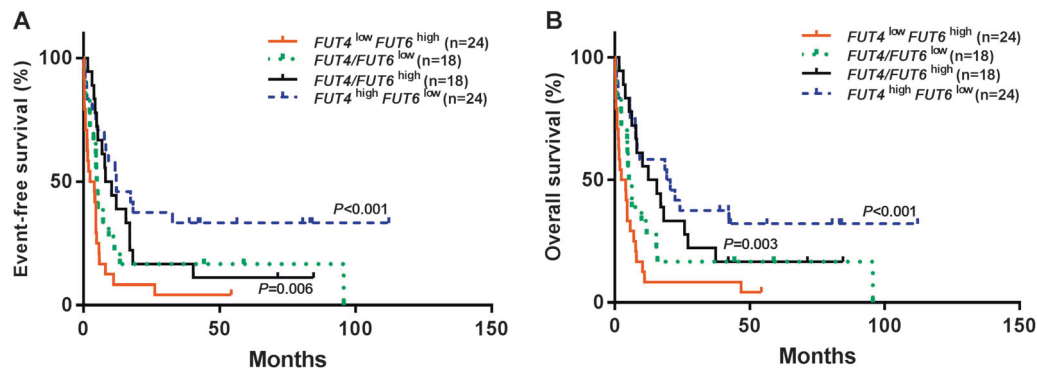 A
Event-free survival (%)
100
50
0
0 50 100 150
Months
FUT4 low FUT6 high (n=24)
FUT4/FUT6 low (n=18)
FUT4/FUT6 high (n=18)
FUT4 high FUT6 low (n=24)
P<0.001
P=0.006
B
Overall survival (%)
100
50
0
0 50 100 150
Months
FUT4 low FUT6 high (n=24)
FUT4/FUT6 low (n=18)
FUT4/FUT6 high (n=18)
FUT4 high FUT6 low (n=24)
P<0.001
P=0.003